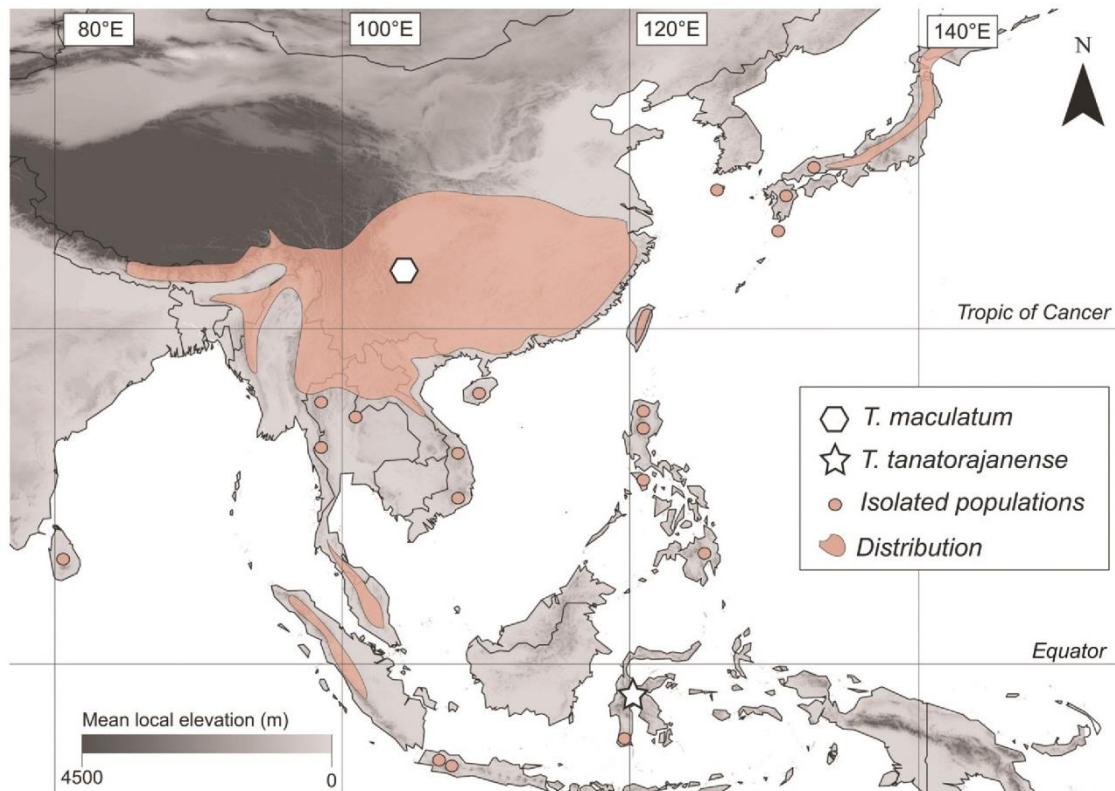 80°E
100°E
120°E
140°E
N
Tropic of Cancer
T. maculatum
T. tanatorajanense
Isolated populations
Distribution
Equator
Mean local elevation (m)
4500
0